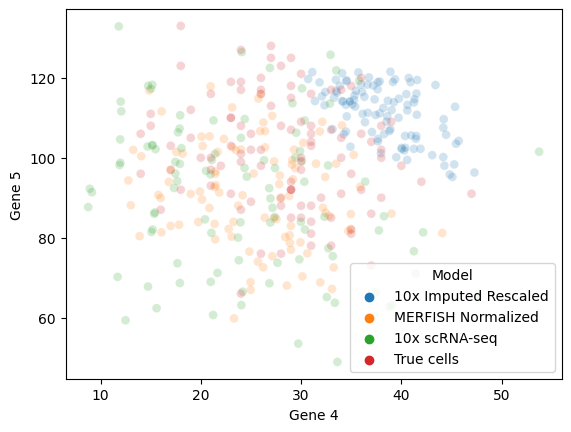 120
100
80
60
Gene 5
10 20 30 40 50
Gene 4
Model
10x Imputed Rescaled
MERFISH Normalized
10x scRNA-seq
True cells